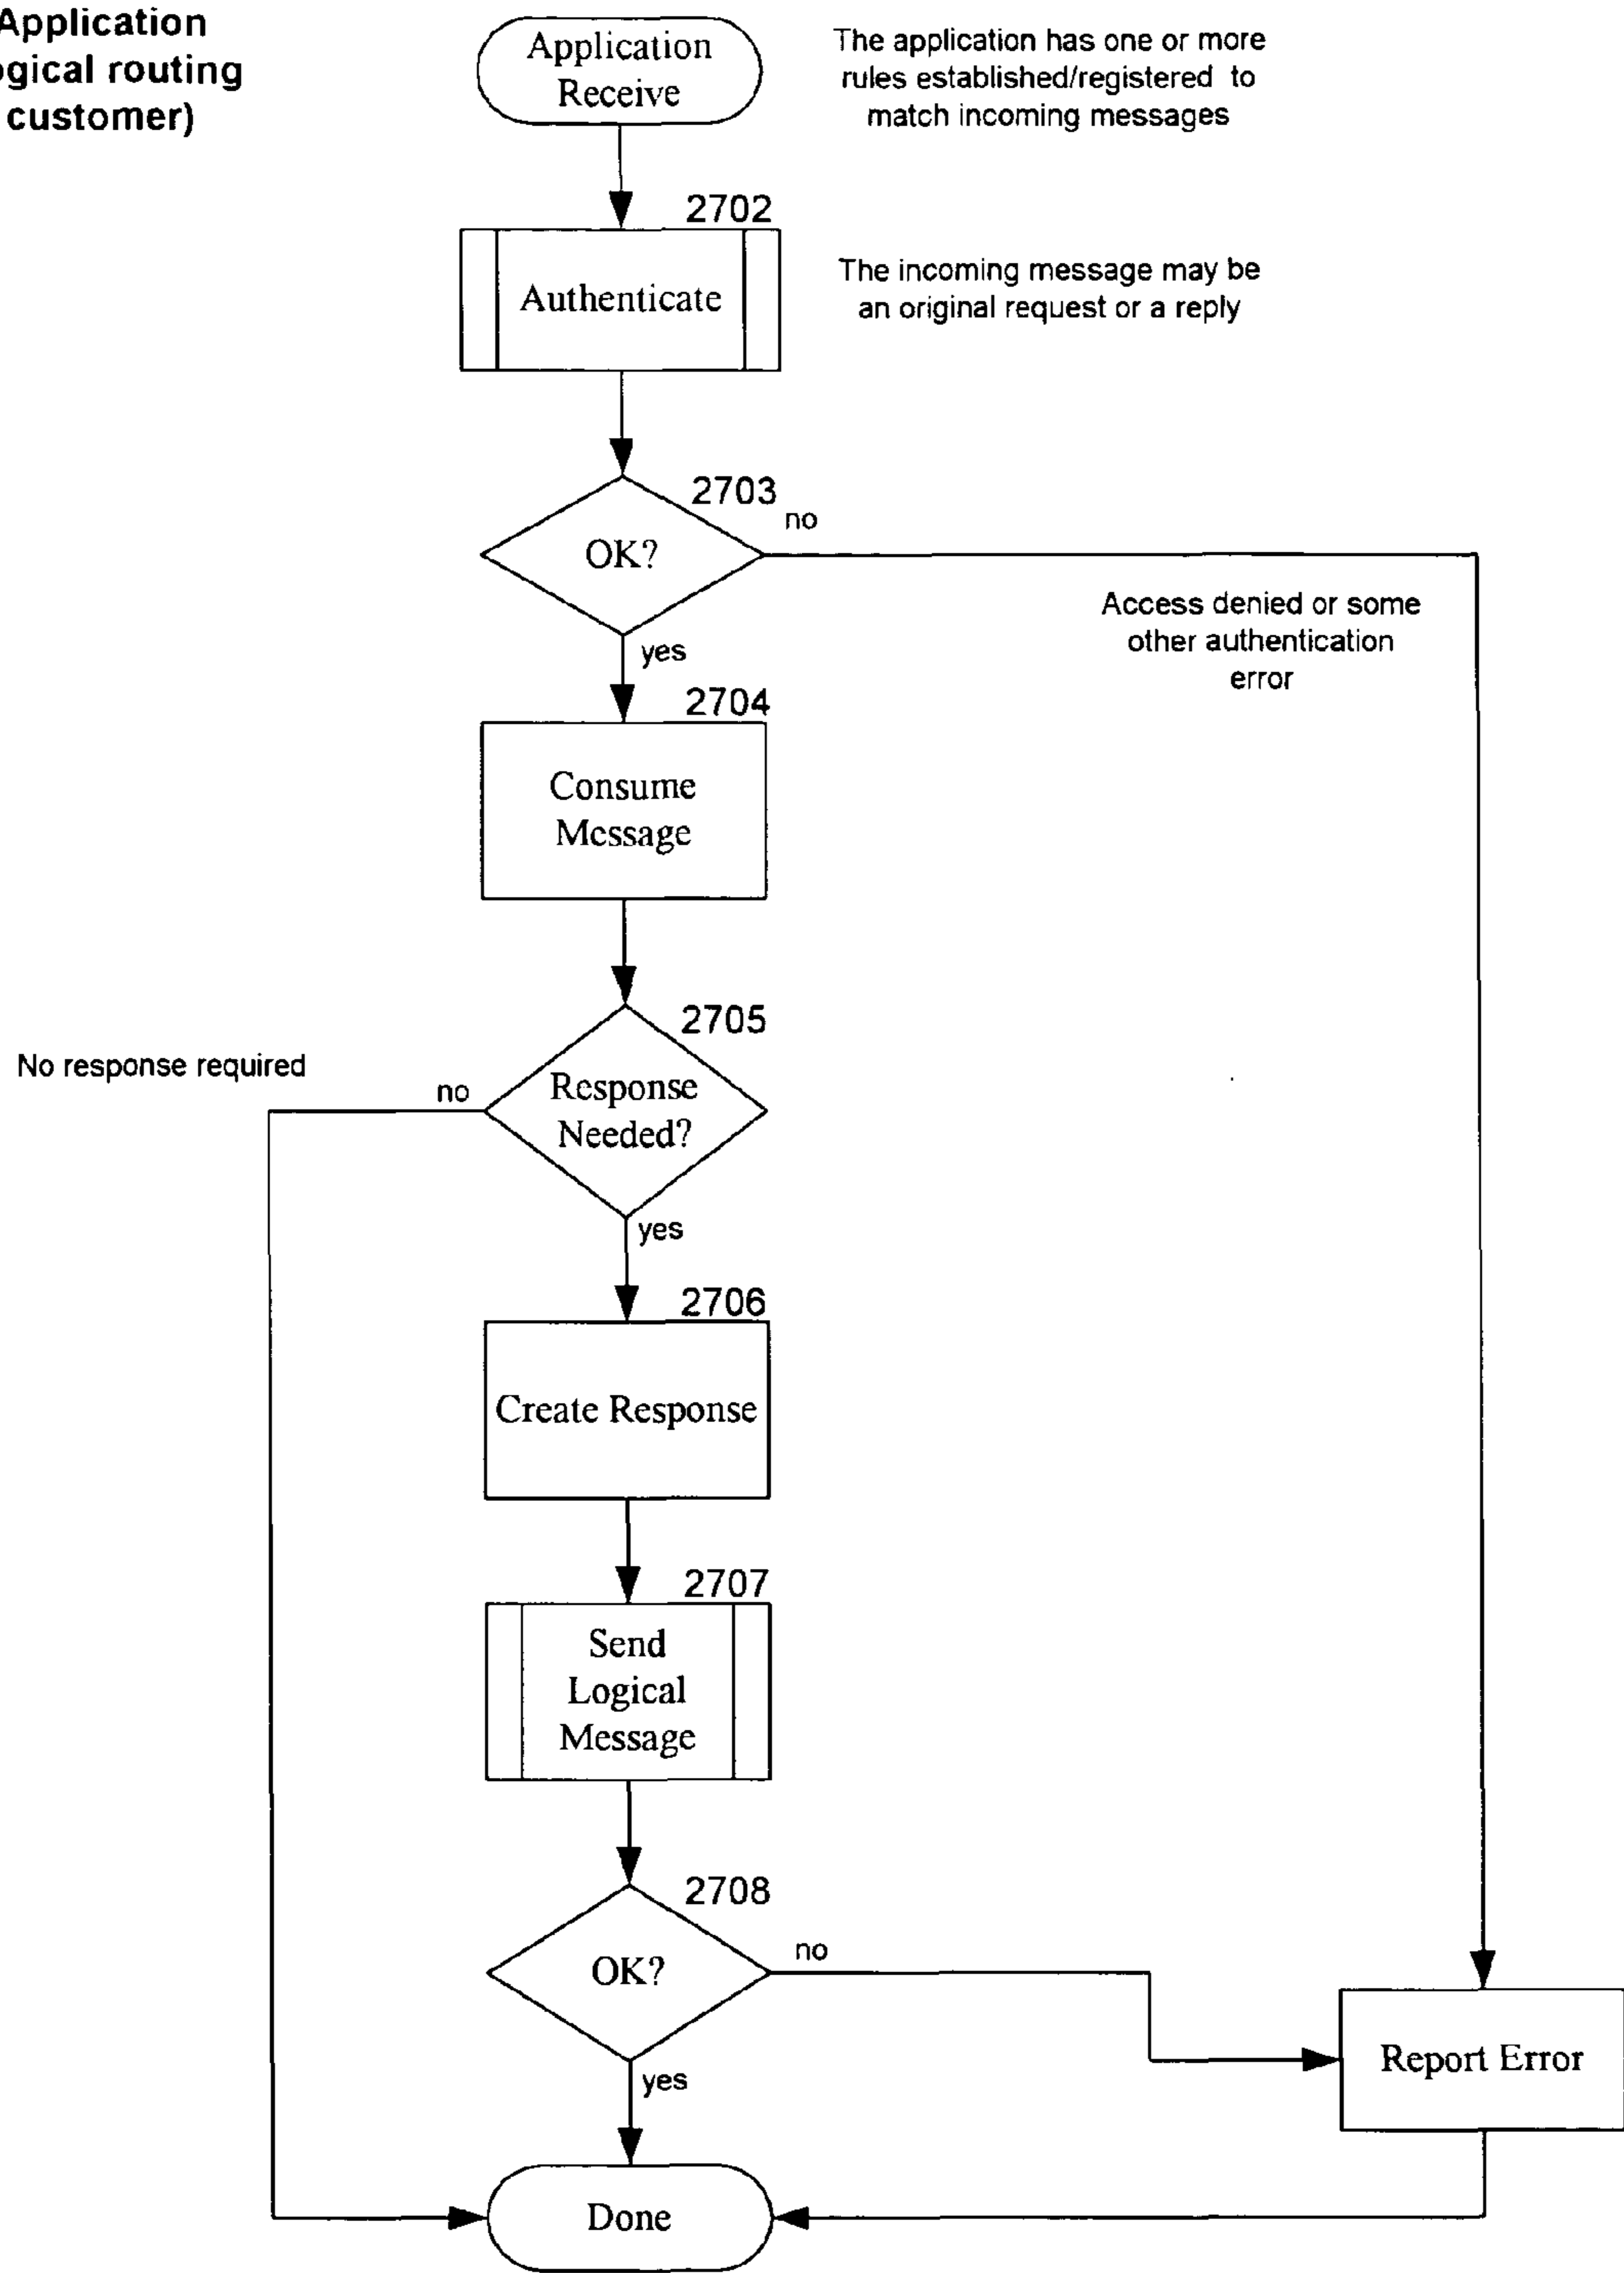 Application
gical routing
customer)
Application
Receive
The application has one or more
rules established/registered to
match incoming messages
2702
Authenticate
The incoming message may be
an original request or a reply
2703
no
OK?
Access denied or some
other authentication
error
yes
2704
Consume
Message
2705
No response required
no
Response
Needed?
yes
2706
Create Response
2707
Send
Logical
Message
2708
no
OK?
Report Error
yes
Done